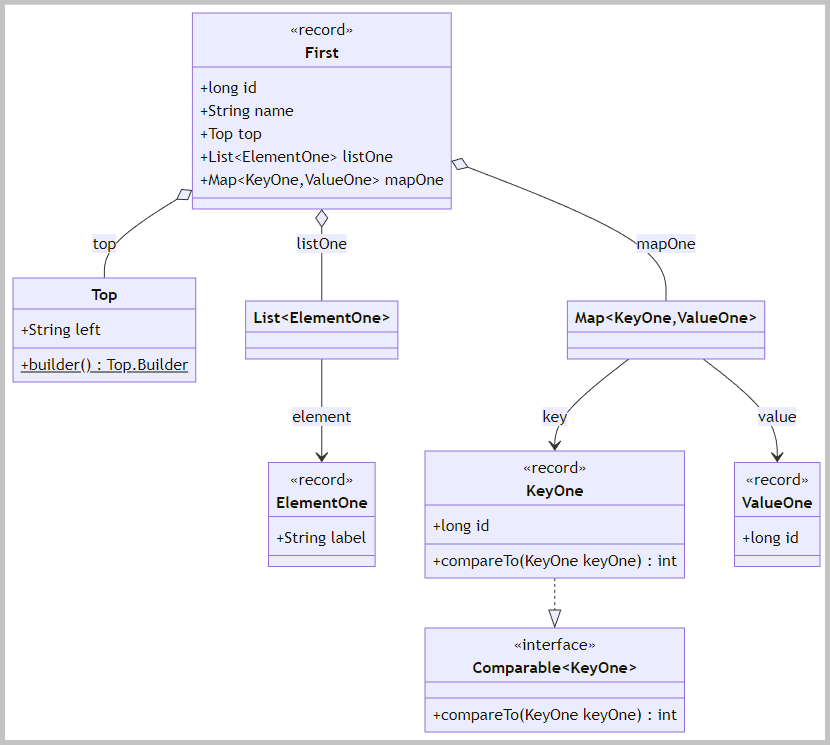 «record»
First
+long id
+String name
+Top top
+List<ElementOne> listOne
+Map<KeyOne,ValueOne> mapOne
top
listOne
mapOne
Top
+String left
+builder() : Top.Builder
List<ElementOne>
Map<KeyOne,ValueOne>
element
key
value
«record»
ElementOne
+String label
«record»
KeyOne
+long id
+compareTo(KeyOne keyOne) : int
«record»
ValueOne
+long id
«interface»
Comparable<KeyOne>
+compareTo(KeyOne keyOne) : int